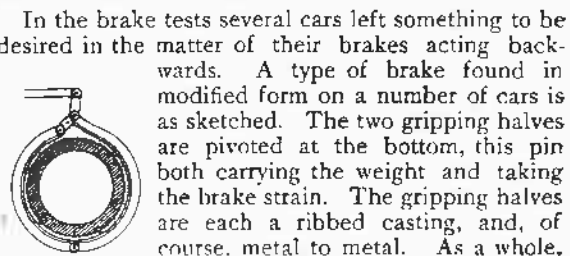 In the brake tests several cars left something to be
desired in the matter of their brakes acting back-
wards. A type of brake found in
modified form on a number of cars is
as sketched. The two gripping halves
are pivoted at the bottom, this pin
both carrying the weight and taking
the brake strain. The gripping halves
are each a ribbed casting, and, of
course, metal to metal. As a whole,